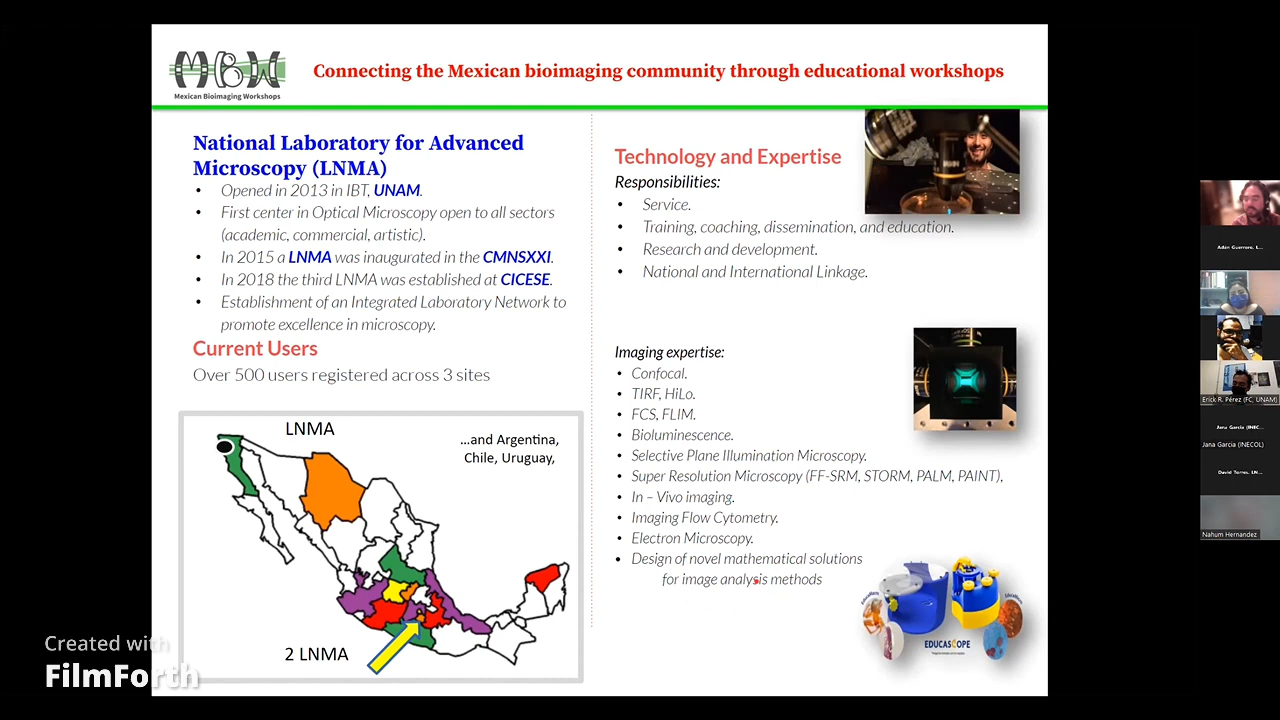 MBW
Mexican Bioimaging Workshops
Connecting the Mexican bioimaging community through educational workshops
National Laboratory for Advanced
Microscopy (LNMA)
• Opened in 2013 in IBT, UNAM.
• First center in Optical Microscopy open to all sectors
(academic, commercial, artistic).
• In 2015 a LNMA was inaugurated in the CMNSXXI.
• In 2018 the third LNMA was established at CICESE.
• Establishment of an Integrated Laboratory Network to
promote excellence in microscopy.
Current Users
Over 500 users registered across 3 sites
LNMA
...and Argentina,
Chile, Uruguay,
2 LNMA
Technology and Expertise
Responsibilities:
• Service.
• Training, coaching, dissemination, and education.
• Research and development.
• National and International Linkage.
Imaging expertise:
• Confocal.
• TIRF, HiLo.
• FCS, FLIM.
• Bioluminescence.
• Selective Plane Illumination Microscopy.
• Super Resolution Microscopy (FF-SRM, STORM, PALM, PAINT),
• In – Vivo imaging.
• Imaging Flow Cytometry.
• Electron Microscopy.
• Design of novel mathematical solutions
for image analysis methods
EDUCASCOPE
Adán Guerrero, L...
Erick R. Pérez (FC, UNAM)
Jana García (INEC...
Jana García (INECOL)
David Torres, LN...
Nahum Hernandez
Created with
FilmForth